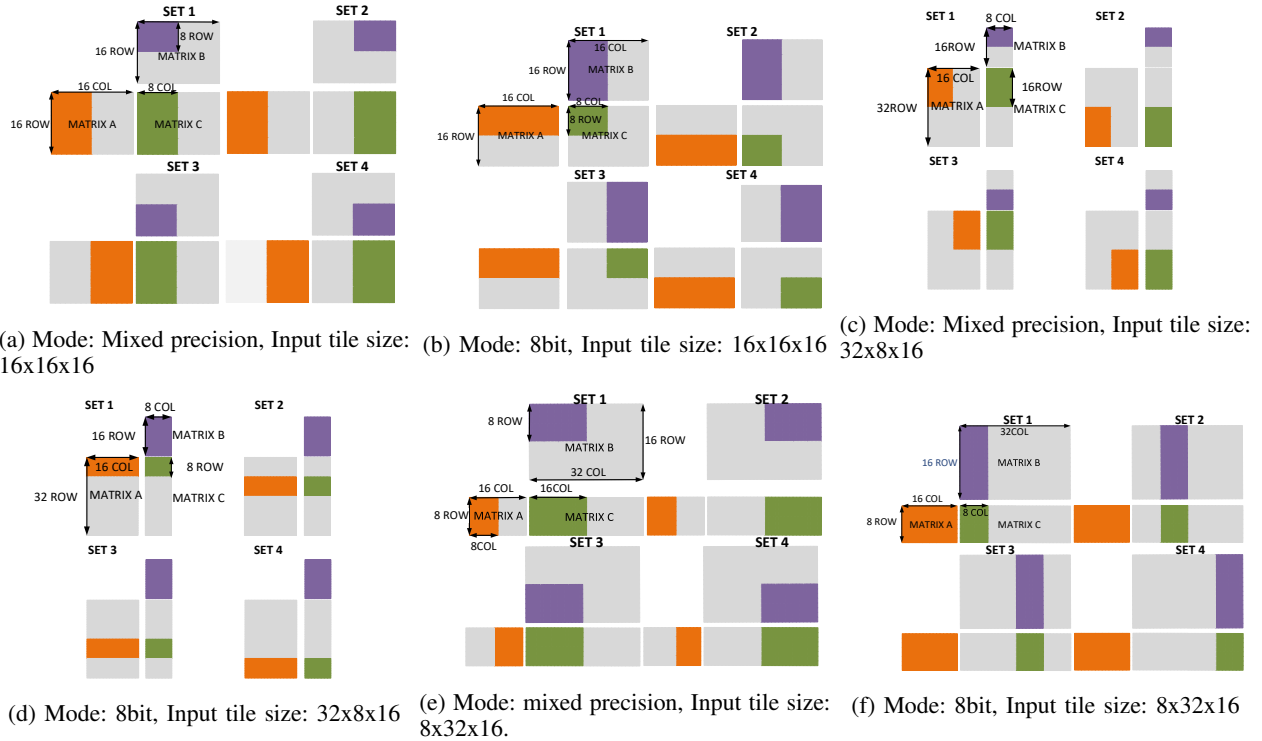 SET 1
SET 2
16 ROW
8 ROW
MATRIX B
16 COL
8 COL
16 ROW
MATRIX A
MATRIX C
SET 3
SET 4
(a) Mode: Mixed precision, Input tile size:
16x16x16
SET 1
SET 2
16 COL
16 ROW
MATRIX B
16 COL
8 COL
8 ROW
16 ROW
MATRIX A
MATRIX C
SET 3
SET 4
(b) Mode: 8bit, Input tile size: 16x16x16
8 COL
SET 1
SET 2
16ROW
MATRIX B
16 COL
16ROW
32ROW
MATRIX A
MATRIX C
SET 3
SET 4
(c) Mode: Mixed precision, Input tile size:
32x8x16
SET 1
8 COL
SET 2
16 ROW
MATRIX B
16 COL
8 ROW
32 ROW
MATRIX A
MATRIX C
SET 3
SET 4
(d) Mode: 8bit, Input tile size: 32x8x16
SET 1
SET 2
8 ROW
MATRIX B
16 ROW
32 COL
16 COL
16COL
8 ROW
MATRIX A
MATRIX C
8COL
SET 3
SET 4
(e) Mode: mixed precision, Input tile size:
8x32x16.
SET 1
SET 2
32COL
16 ROW
MATRIX B
16 COL
8 COL
8 ROW
MATRIX A
MATRIX C
SET 3
SET 4
(f) Mode: 8bit, Input tile size: 8x32x16